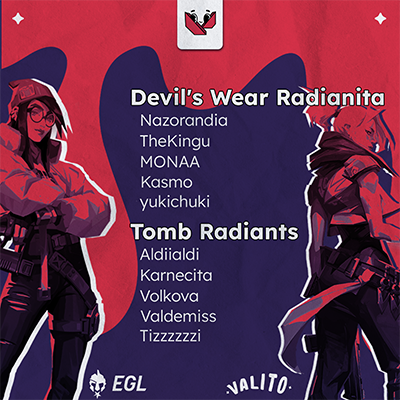 Devil's Wear Radianita
Nazorandia
TheKingu
MONAA
Kasmo
yukichuki
Tomb Radiants
Aldiialdi
Karnecita
Volkova
Valdemiss
Tizzzzzzi
EGL
VALITO.